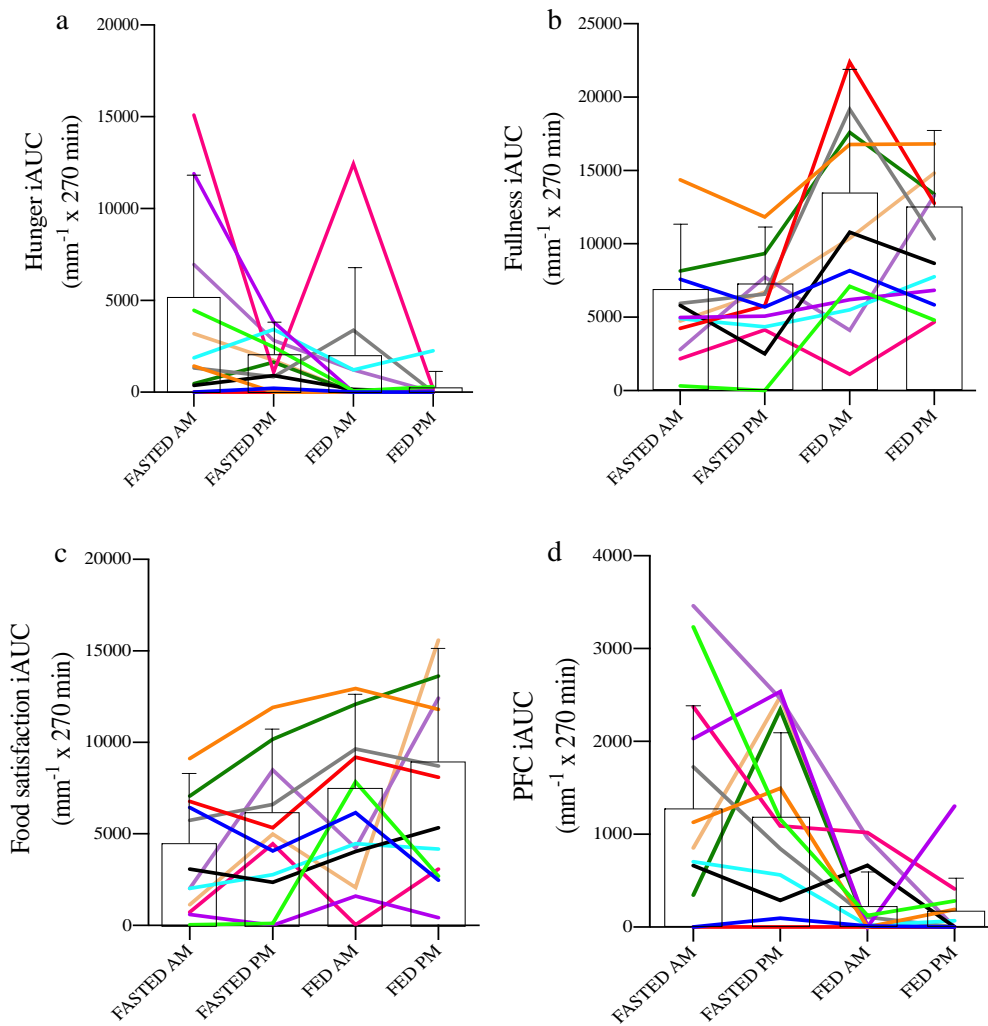 a
20000
15000
10000
5000
0
Hunger iAUC
(mm⁻¹ x 270 min)
FASTED AM
FASTED PM
FED AM
FED PM
b
25000
20000
15000
10000
5000
0
Fullness iAUC
(mm⁻¹ x 270 min)
FASTED AM
FASTED PM
FED AM
FED PM
c
20000
15000
10000
5000
0
Food satisfaction iAUC
(mm⁻¹ x 270 min)
FASTED AM
FASTED PM
FED AM
FED PM
d
4000
3000
2000
1000
0
PFC iAUC
(mm⁻¹ x 270 min)
FASTED AM
FASTED PM
FED AM
FED PM